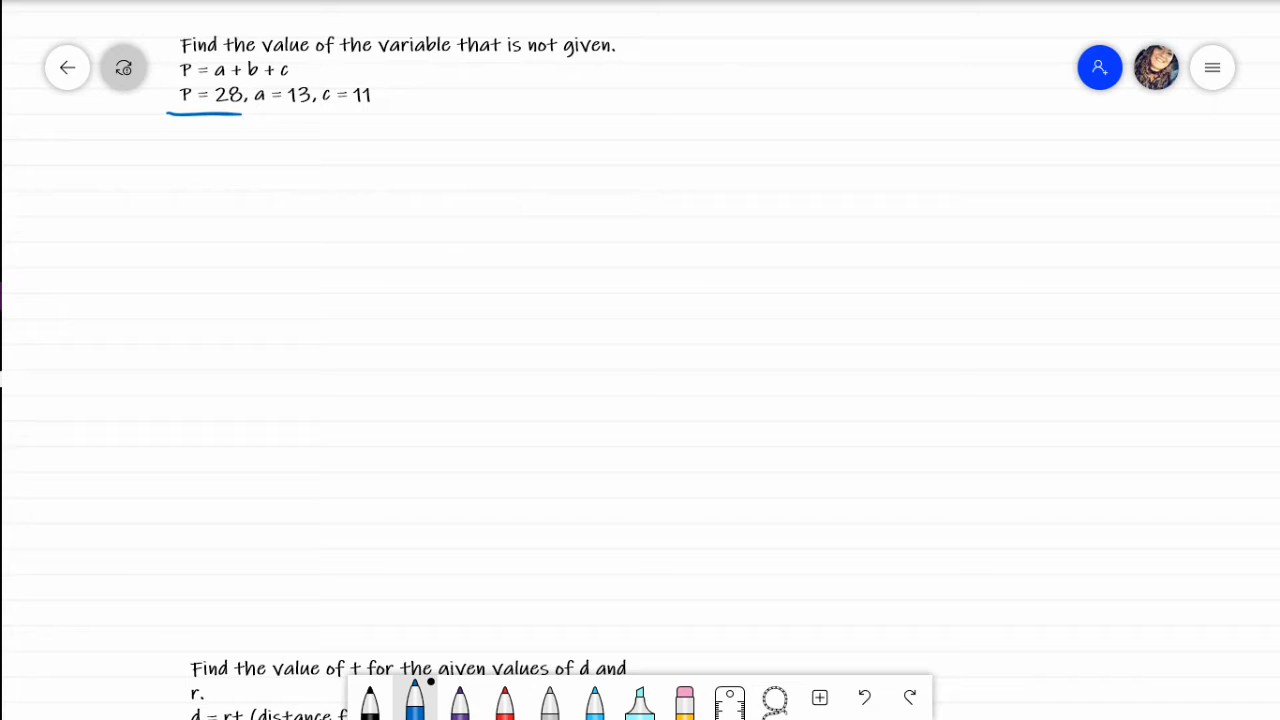 Find the value of the variable that is not given.
P = a + b + c
P = 28, a = 13, c = 11
Find the value of t for the given values of d and
r.
d = rt (distance f